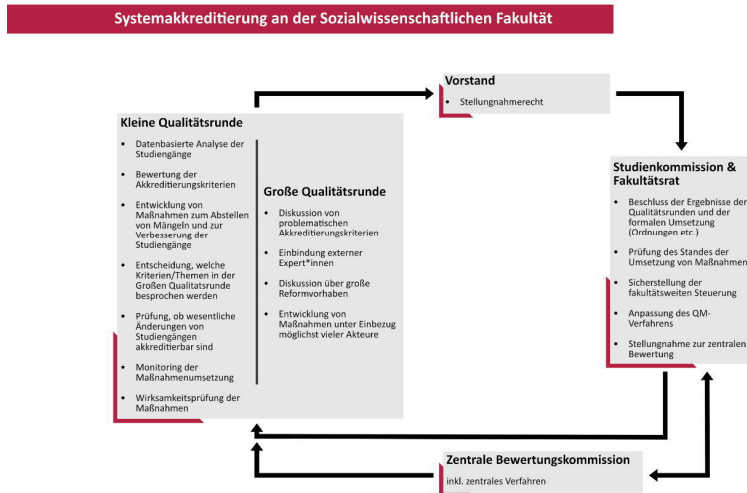 Systemakkreditierung an der Sozialwissenschaftlichen Fakultät
Vorstand
• Stellungnahmerecht
Kleine Qualitätsrunde
• Datenbasierte Analyse der
Studiengänge
• Bewertung der
Akkreditierungskriterien
• Entwicklung von
Maßnahmen zum Abstellen
von Mängeln und zur
Verbesserung der
Studiengänge
• Entscheidung, welche
Kriterien/Themen in der
Großen Qualitatsrunde
besprochen werden
• Prüfung, ob wesentliche
Änderungen von
Studiengängen
akkreditierbar sind
• Monitoring der
Maßnahmenumsetzung
• Wirksamkeitsprüfung der
Maßnahmen
Große Qualitätsrunde
• Diskussion von
problematischen
Akkreditierungskriterien
• Einbindung externer
Expert*innen
• Diskussion über große
Reformvorhaben
• Entwicklung von
Maßnahmen unter Einbezug
möglichst vieler Akteure
Studienkommission &
Fakultätsrat
• Beschluss der Ergebnisse der
Qualitätsrunden und der
formalen Umsetzung
(Ordnungen etc.)
• Prüfung des Standes der
Umsetzung von Maßnahmen
• Sicherstellung der
fakultätsweiten Steuerung
• Anpassung des QM-
Verfahrens
• Stellungnahme zur zentralen
Bewertung
Zentrale Bewertungskommission
inkl. zentrales Verfahren